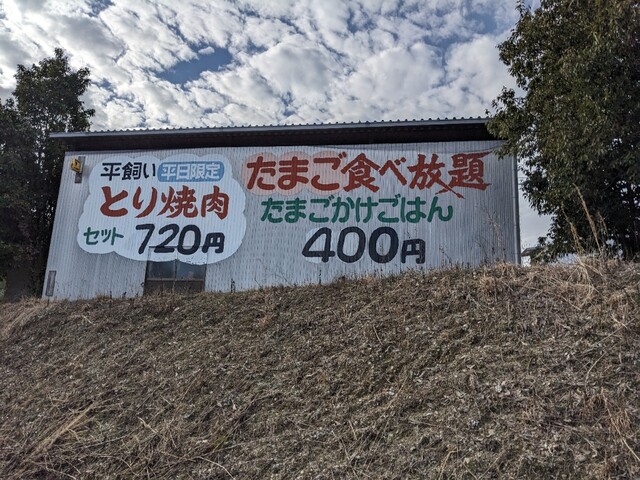 平飼い 平日限定
とり焼肉
セット 720円
たまご食べ放題
たまごかけごはん
400円